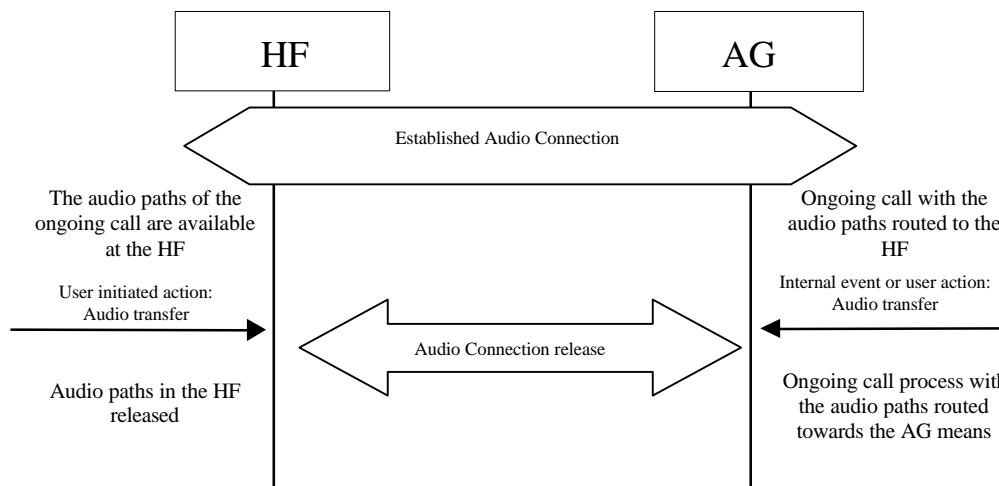 HF
AG
Established Audio Connection
The audio paths of the
ongoing call are available
at the HF
Ongoing call with the
audio paths routed to the
HF
User initiated action:
Audio transfer
Internal event or user action:
Audio transfer
Audio Connection release
Audio paths in the HF
released
Ongoing call process with
the audio paths routed
towards the AG means